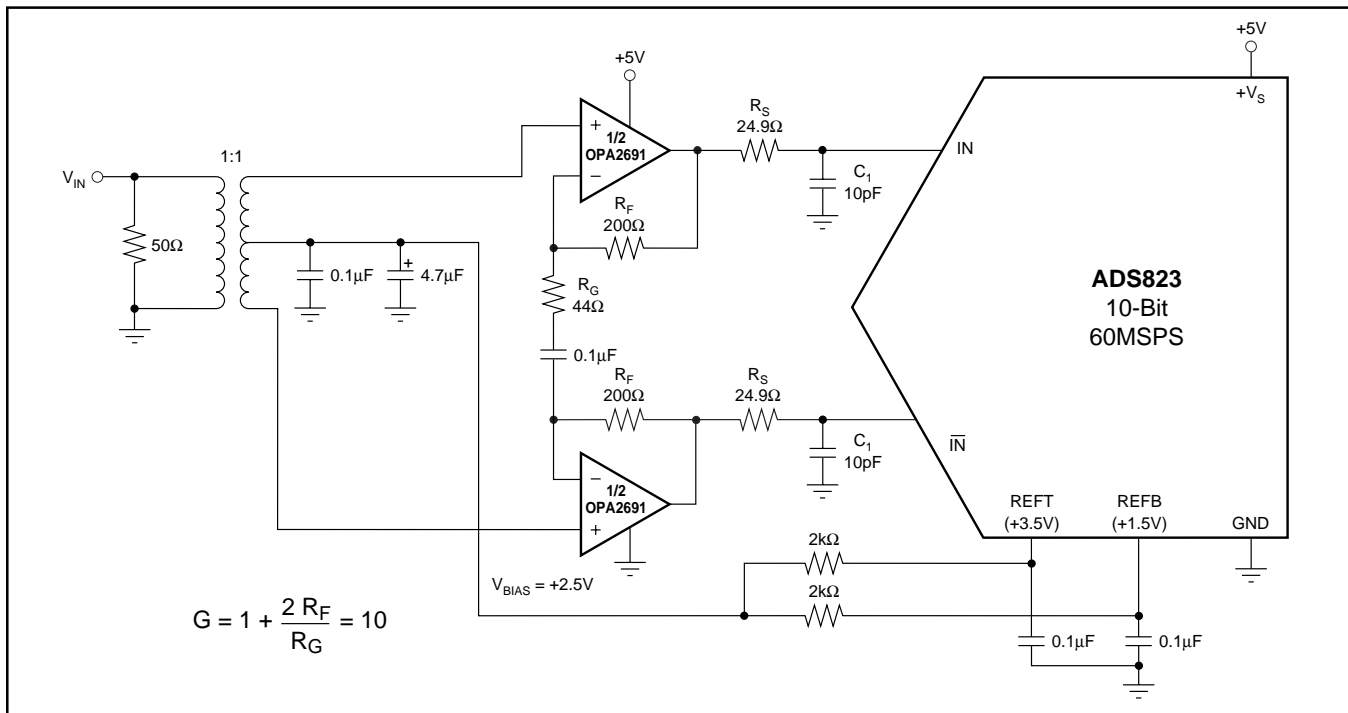 +5V
+5V
+V_S
1/2
OPA2691
+
−
R_S
24.9Ω
IN
1:1
V_IN
C_1
10pF
R_F
200Ω
50Ω
0.1µF
+
4.7µF
R_G
44Ω
ADS823
10-Bit
60MSPS
0.1µF
R_F
200Ω
R_S
24.9Ω
I̅N̅
C_1
10pF
−
1/2
OPA2691
+
REFT
(+3.5V)
REFB
(+1.5V)
GND
2kΩ
V_BIAS = +2.5V
2kΩ
G = 1 + 2 R_F / R_G = 10
0.1µF
0.1µF